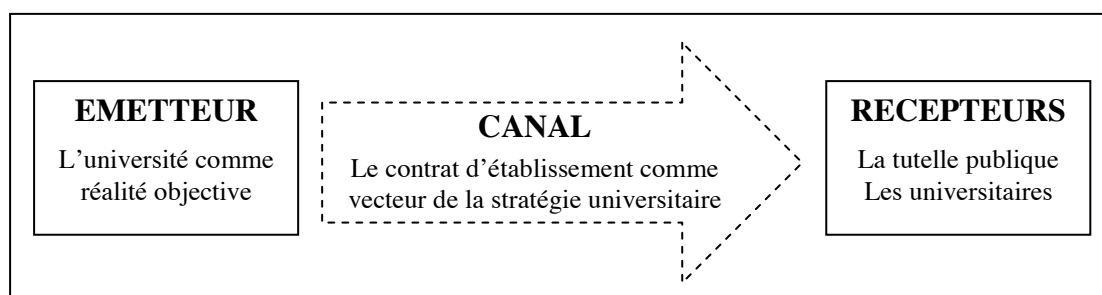 EMETTEUR
L'université comme
réalité objective
CANAL
Le contrat d'établissement comme
vecteur de la stratégie universitaire
RECEPTEURS
La tutelle publique
Les universitaires